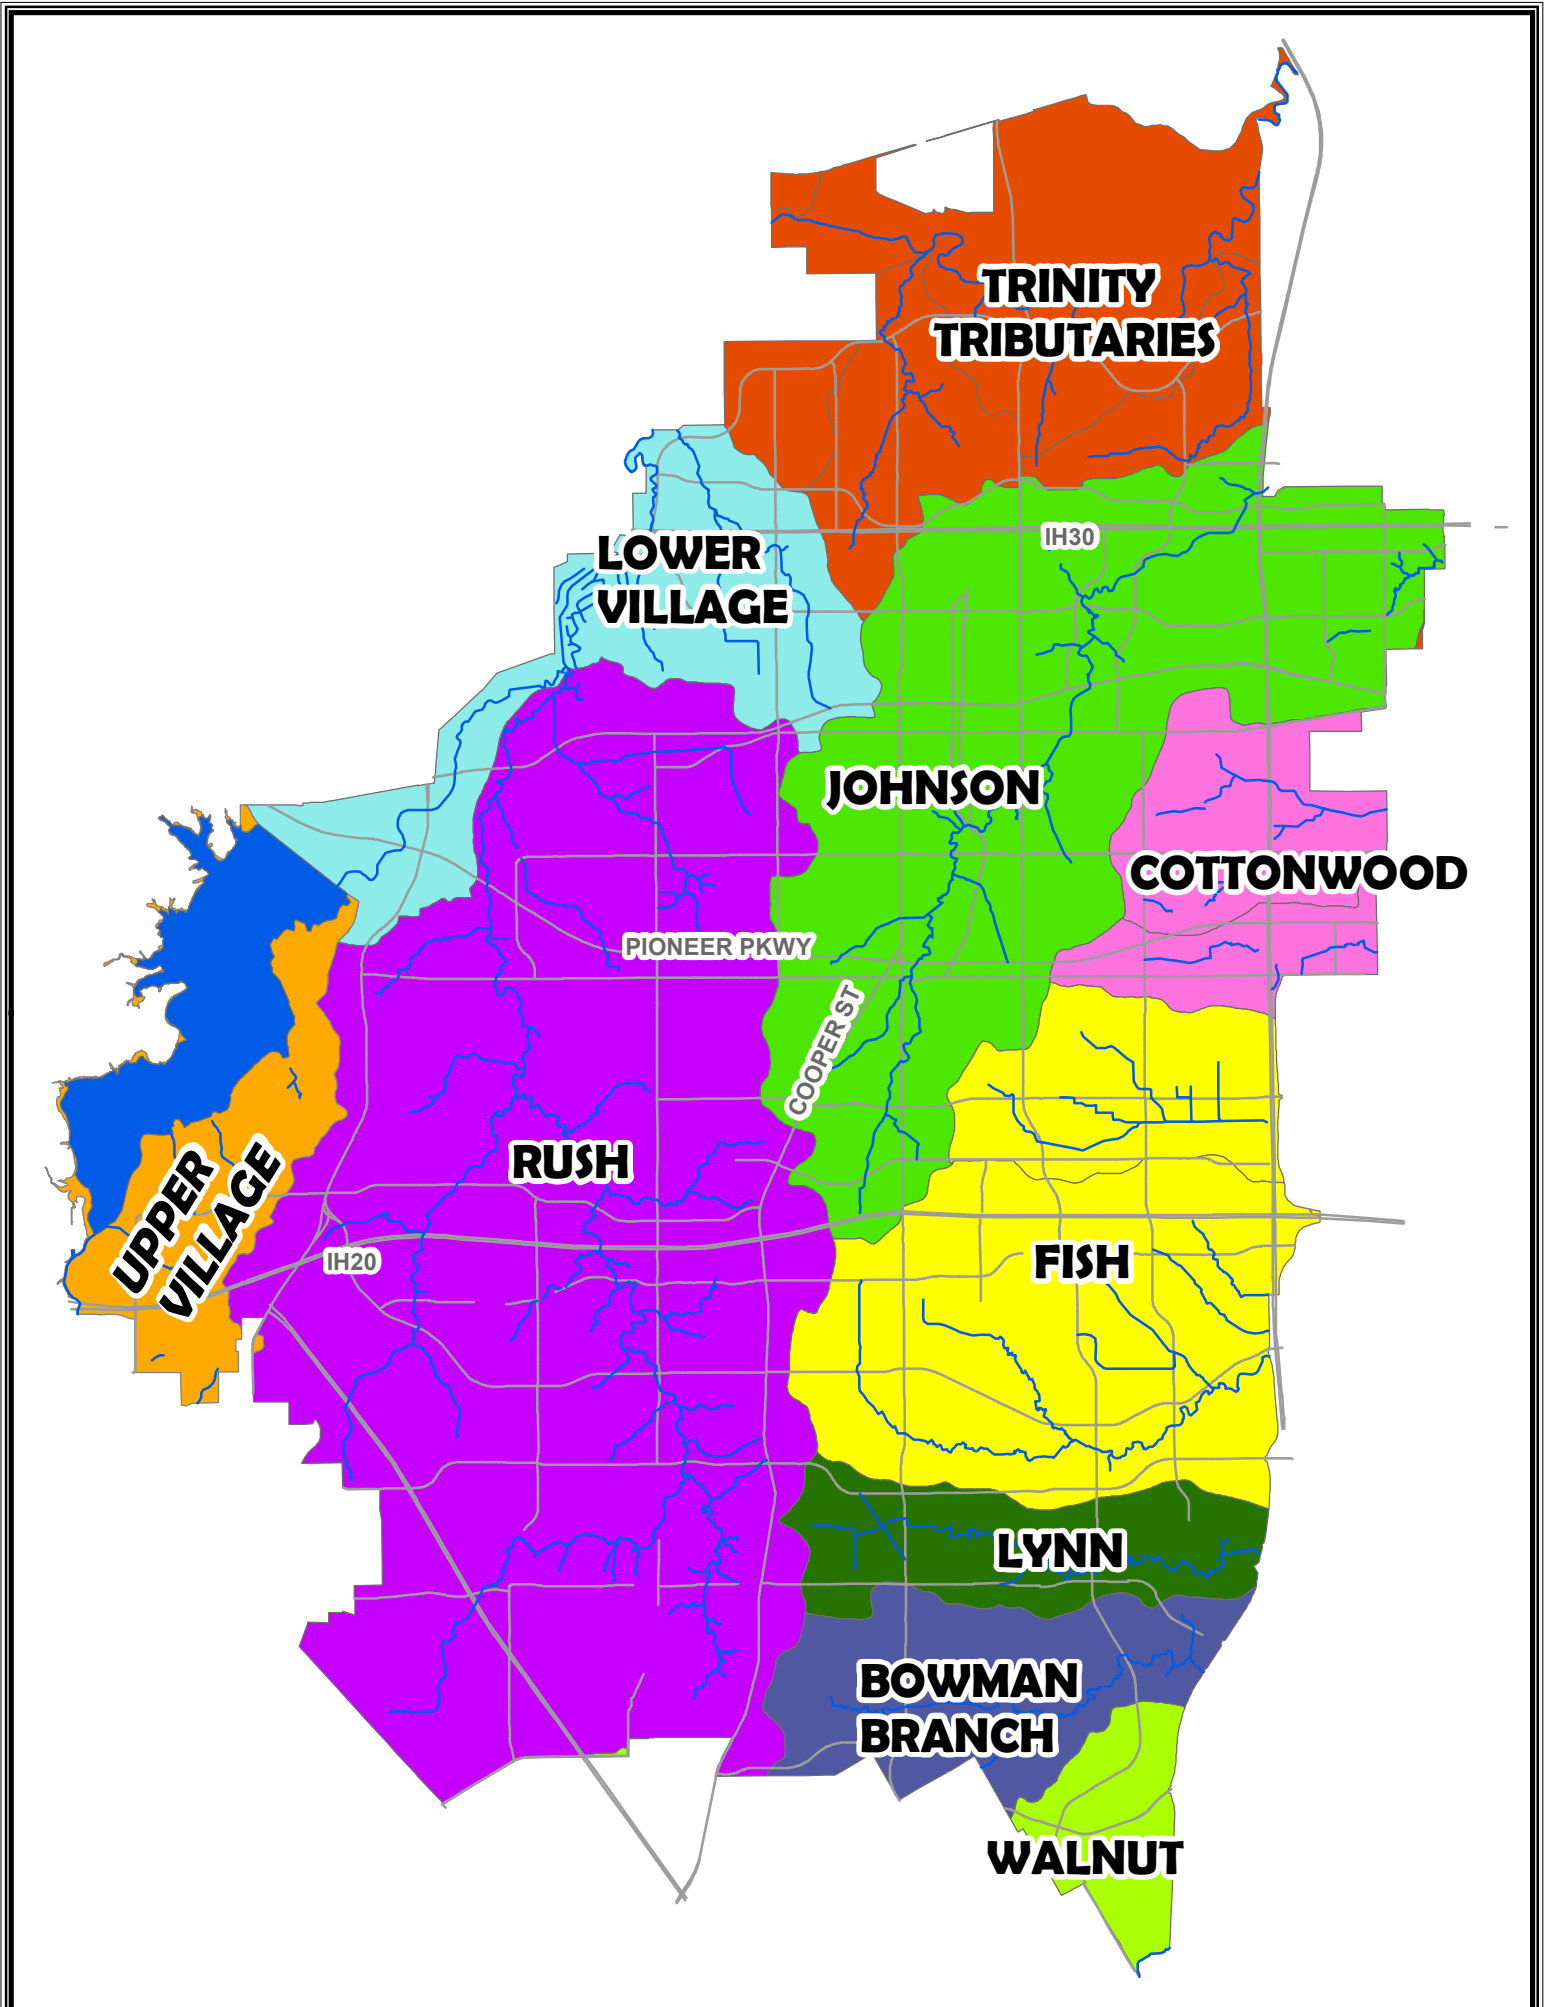 TRINITY
TRIBUTARIES
IH30
LOWER
VILLAGE
JOHNSON
COTTONWOOD
PIONEER PKWY
COOPER ST
RUSH
UPPER
VILLAGE
IH20
FISH
LYNN
BOWMAN
BRANCH
WALNUT